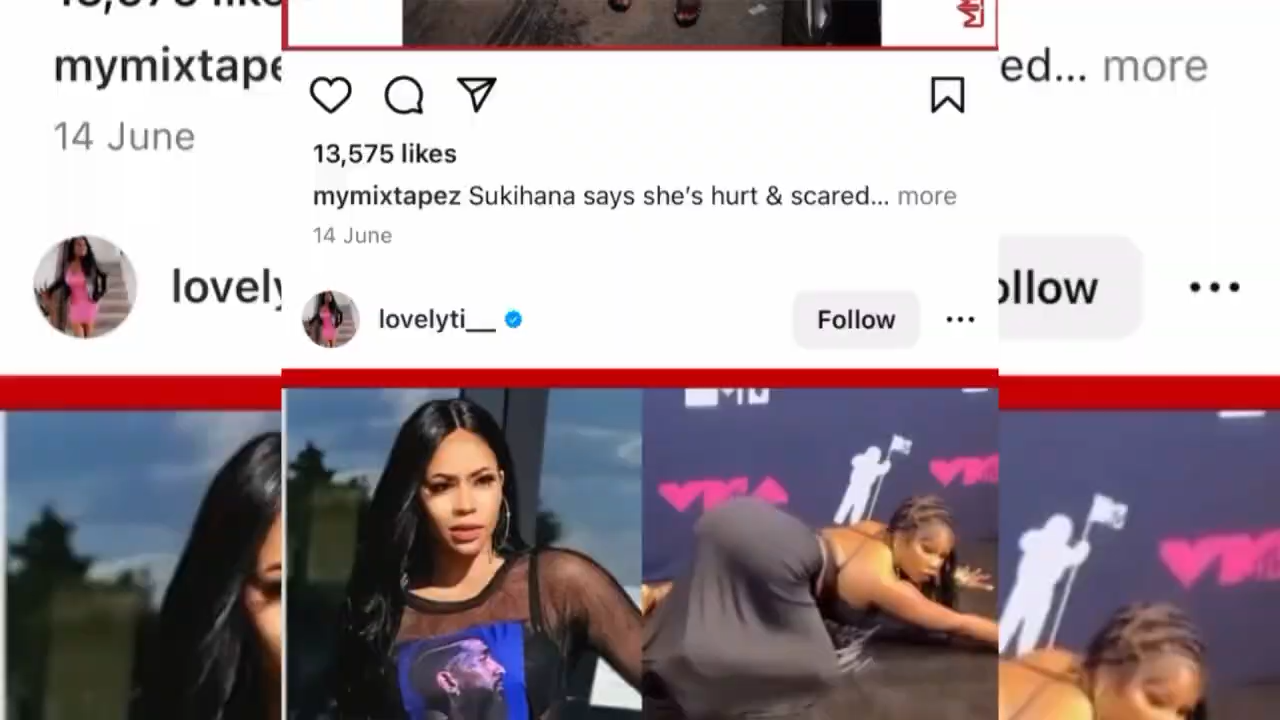 mymixtape
ed... more
14 June
13,575 likes
mymixtapez Sukihana says she's hurt & scared... more
14 June
lovely
ollow
lovelyti__
Follow